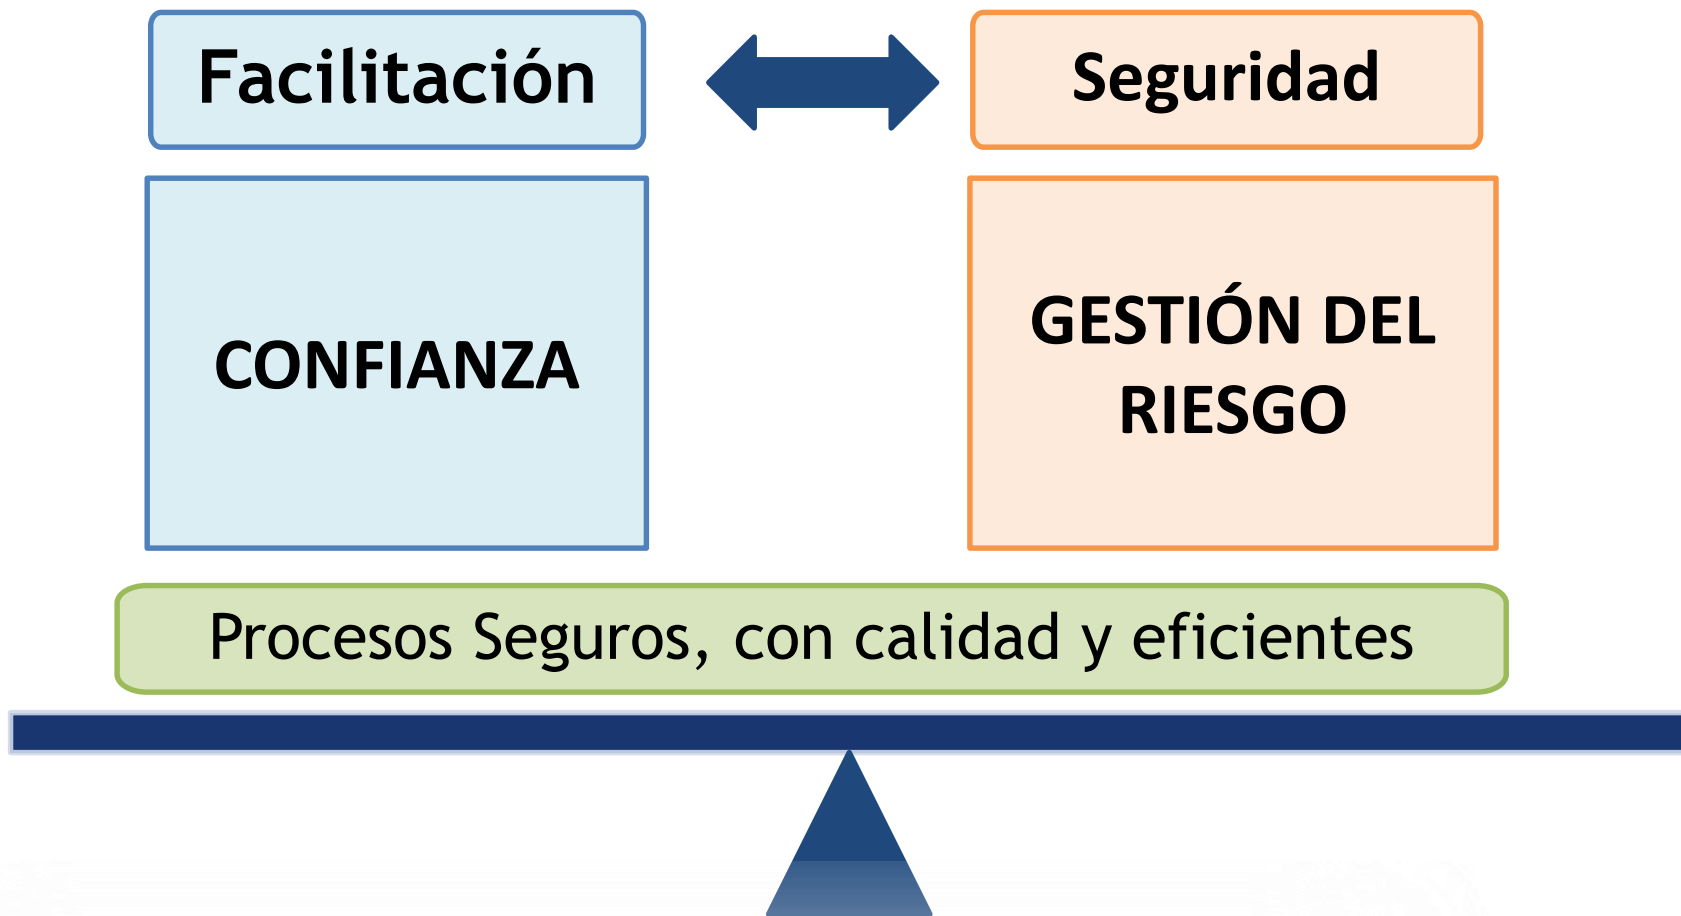 Facilitación
Seguridad
CONFIANZA
GESTIÓN DEL
RIESGO
Procesos Seguros, con calidad y eficientes